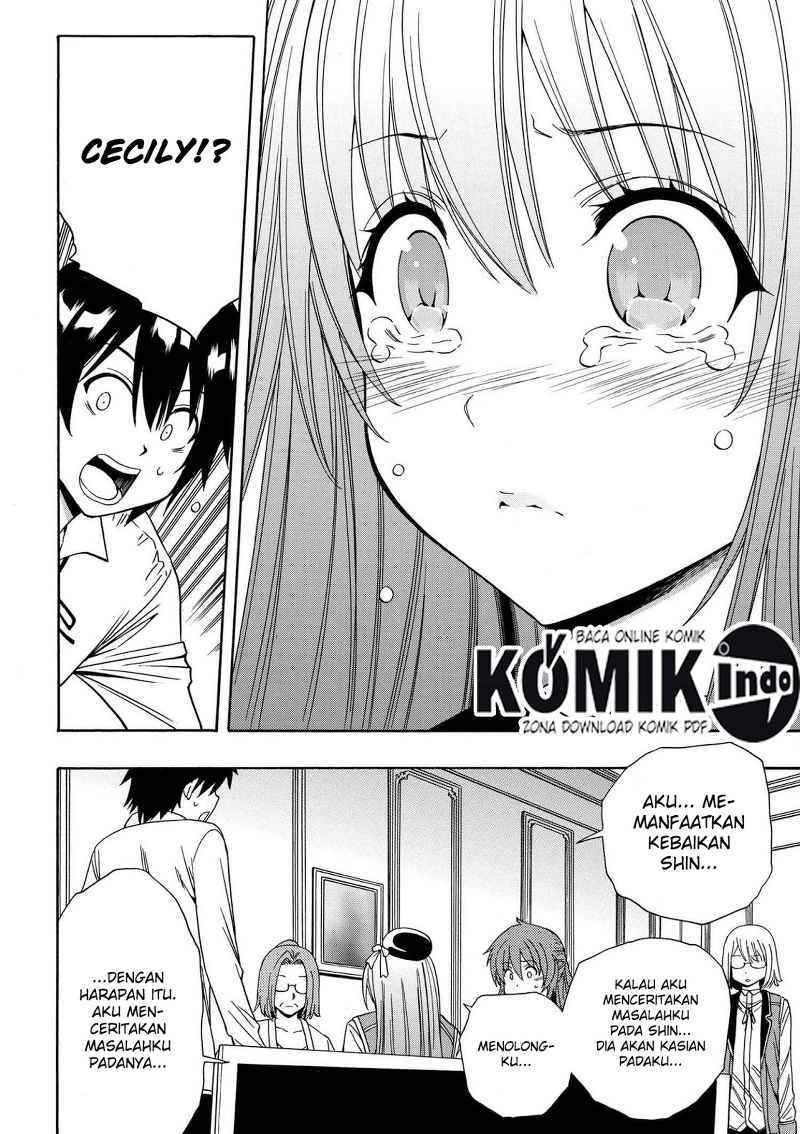 CECILY!?
BACA ONLINE KOMIK
KOMIK indo
ZONA DOWNLOAD KOMIK PDF
AKU... ME-
MANFAATKAN
KEBAIKAN
SHIN...
KALAU AKU
MENCERITAKAN
MASALAHKU
PADA SHIN...
DIA AKAN KASIAN
PADAKU...
MENOLONG-
KU...
...DENGAN
HARAPAN ITU.
AKU MEN-
CERITAKAN
MASALAHKU
PADANYA...